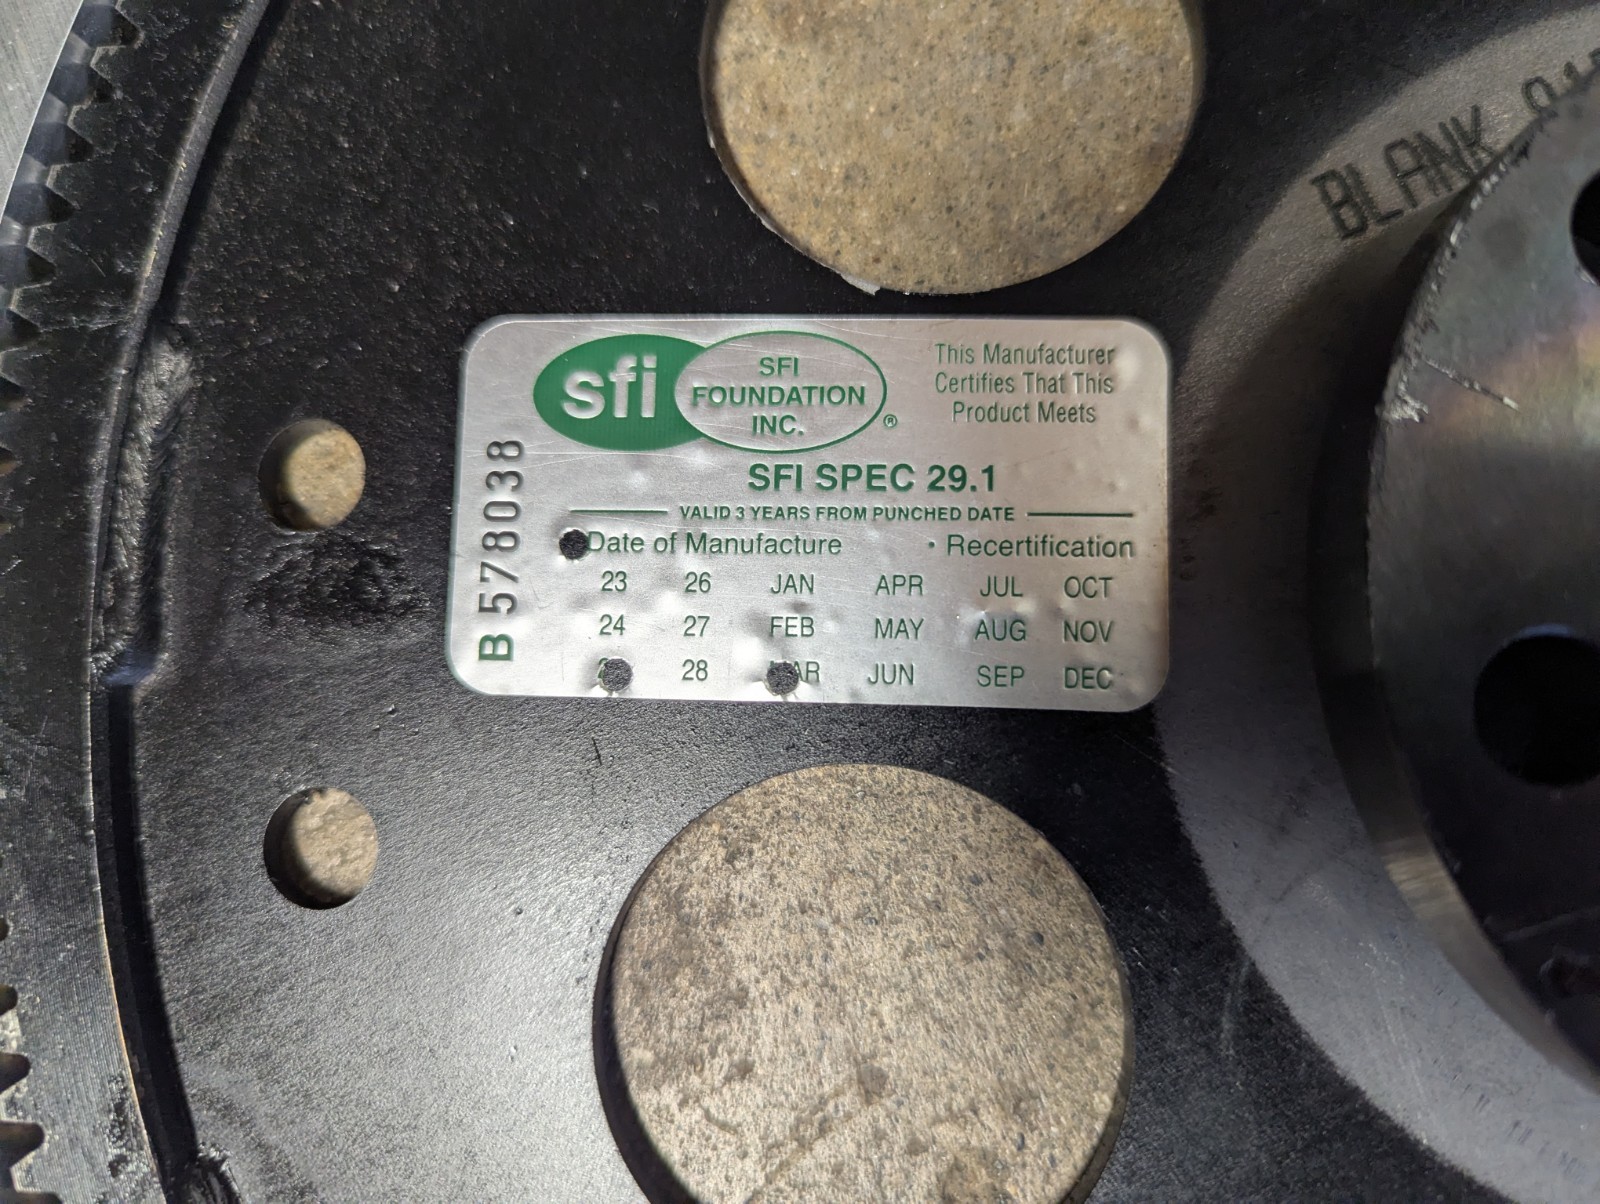 BLANK
sfi
SFI
FOUNDATION
INC.
®
This Manufacturer
Certifies That This
Product Meets
SFI SPEC 29.1
VALID 3 YEARS FROM PUNCHED DATE
Date of Manufacture • Recertification
23 26 JAN APR JUL OCT
24 27 FEB MAY AUG NOV
28 AR JUN SEP DEC
B 578038